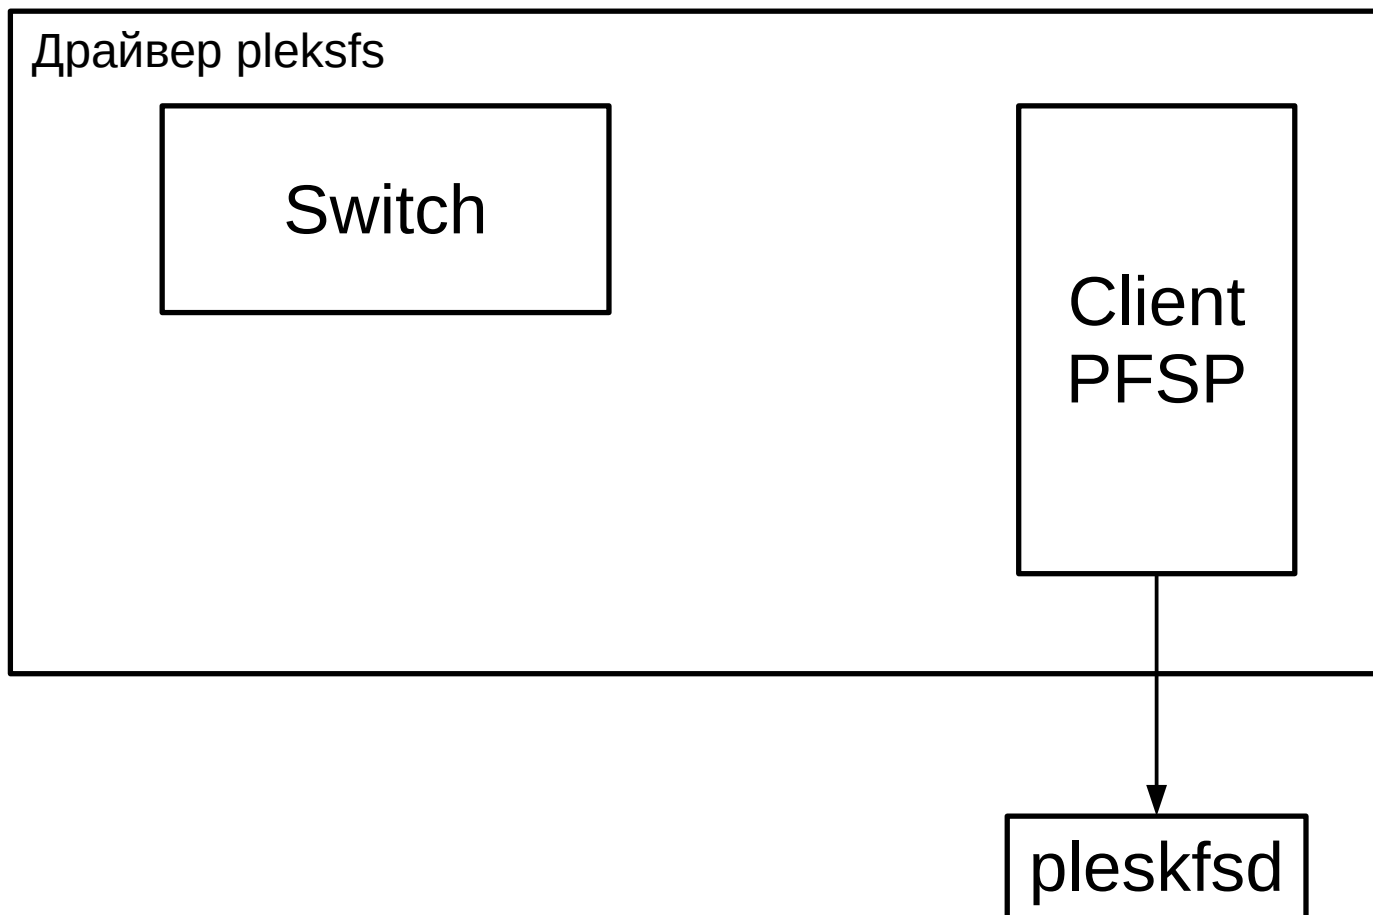 Драйвер pleksfs
Switch
Client
PFSP
pleskfsd